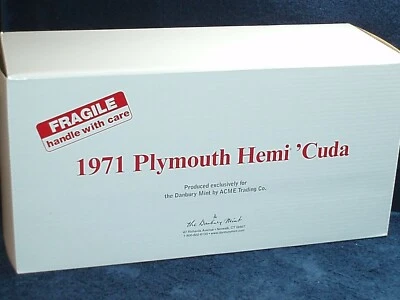 FRAGILE
handle with care
1971 Plymouth Hemi ’Cuda
Produced exclusively for
the Danbury Mint by ACME Trading Co.
the Danbury Mint